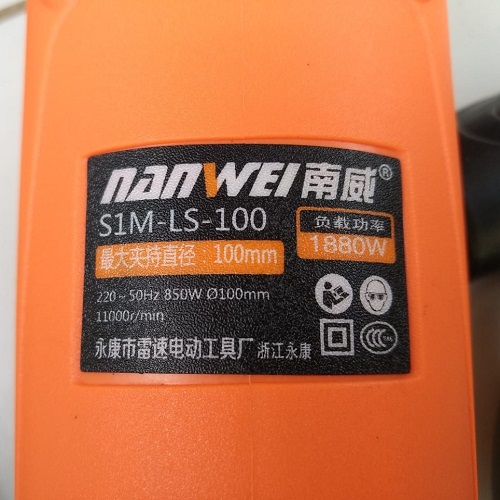 nanWEI南威®
S1M-LS-100
负载功率
1880W
最大夹持直径：100mm
220~50Hz 850W Ø100mm
11000r/min
永康市雷速电动工具厂 浙江永康